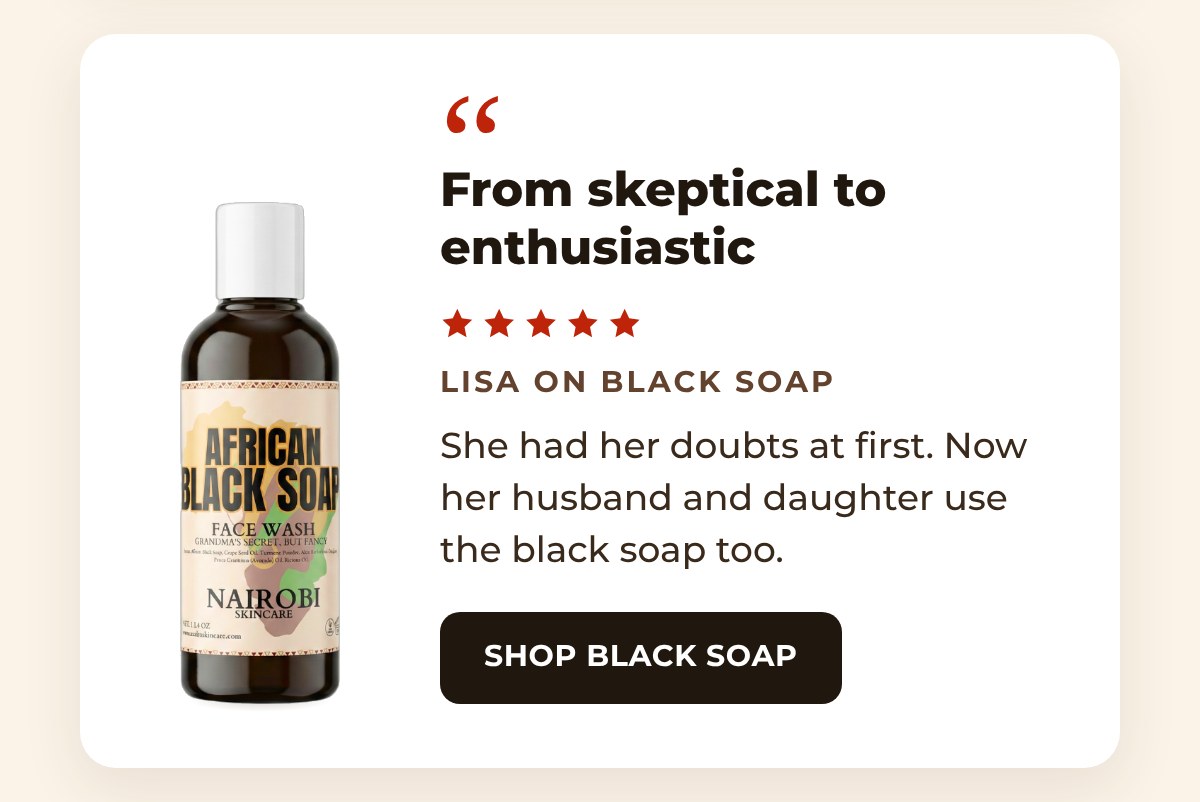 “
From skeptical to
enthusiastic
LISA ON BLACK SOAP
She had her doubts at first. Now
her husband and daughter use
the black soap too.
SHOP BLACK SOAP
AFRICAN
BLACK SOAP
FACE WASH
GRANDMA'S SECRET, BUT FANCY
NAIROBI
SKINCARE